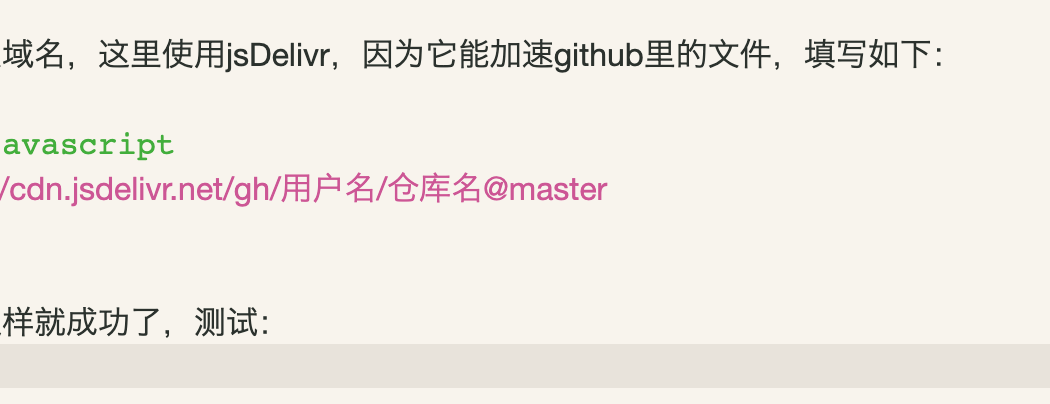 域名，这里使用jsDelivr，因为它能加速github里的文件，填写如下：
avascript
/cdn.jsdelivr.net/gh/用户名/仓库名@master
样就成功了，测试：